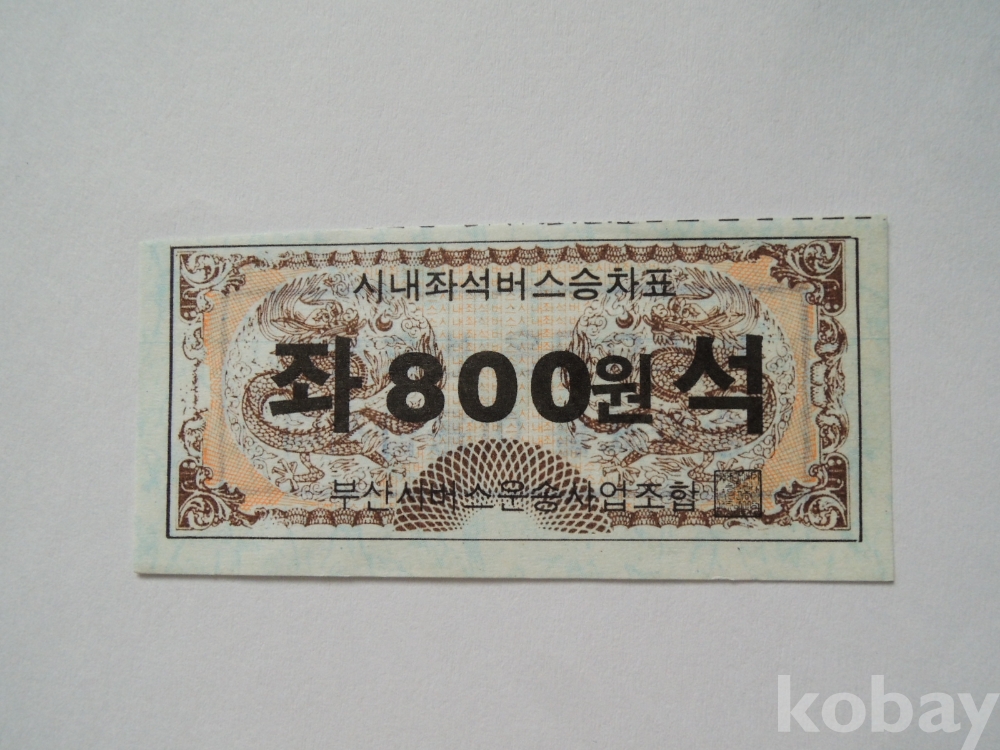 시내좌석버스승차표
좌 800원 석
부산시버스운송사업조합
kobay